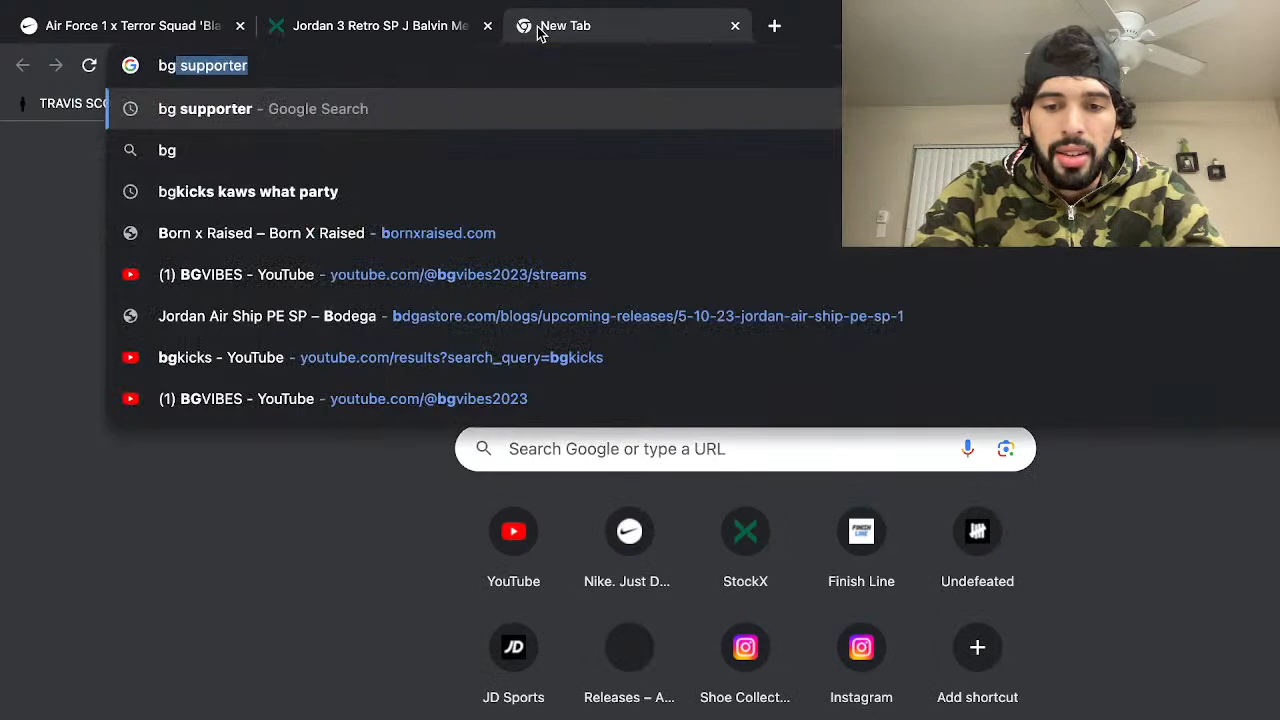 Air Force 1 x Terror Squad 'Bla
Jordan 3 Retro SP J Balvin Me
New Tab
bg supporter
TRAVIS SCO
bg supporter – Google Search
bg
bgkicks kaws what party
Born x Raised – Born X Raised - bornxraised.com
(1) BGVIBES - YouTube - youtube.com/@bgvibes2023/streams
Jordan Air Ship PE SP – Bodega - bdgastore.com/blogs/upcoming-releases/5-10-23-jordan-air-ship-pe-sp-1
bgkicks - YouTube - youtube.com/results?search_query=bgkicks
(1) BGVIBES - YouTube - youtube.com/@bgvibes2023
Search Google or type a URL
FINISH LINE
YouTube
Nike. Just D...
StockX
Finish Line
Undefeated
JD
JD Sports
Releases – A...
Shoe Collect...
Instagram
Add shortcut